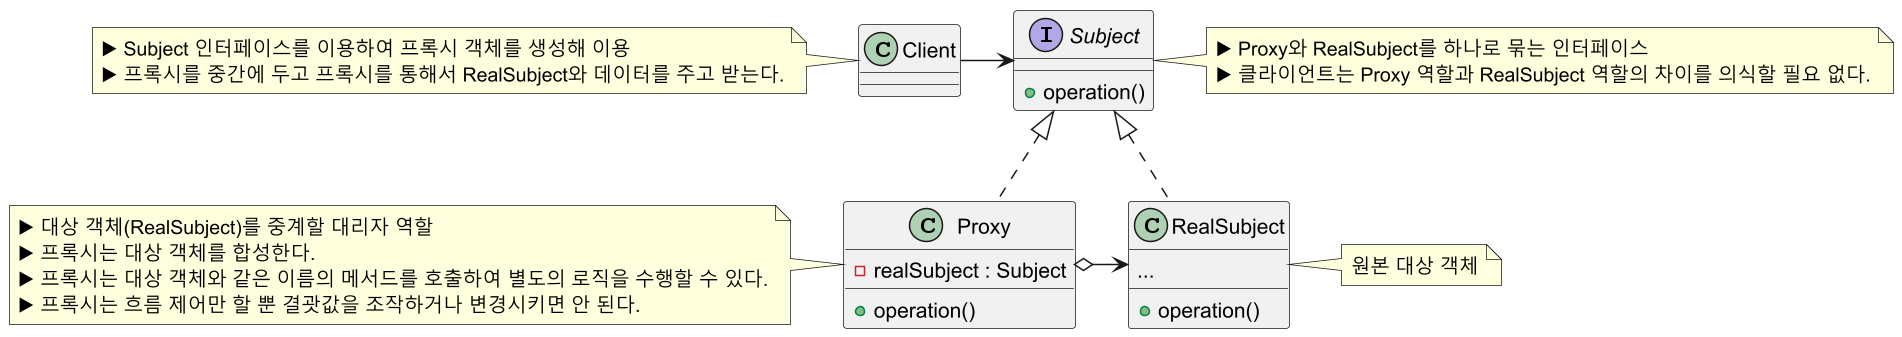 ▶ Subject 인터페이스를 이용하여 프록시 객체를 생성해 이용
▶ 프록시를 중간에 두고 프록시를 통해서 RealSubject와 데이터를 주고 받는다.
C Client
I Subject
operation()
▶ Proxy와 RealSubject를 하나로 묶는 인터페이스
▶ 클라이언트는 Proxy 역할과 RealSubject 역할의 차이를 의식할 필요 없다.
▶ 대상 객체(RealSubject)를 중계할 대리자 역할
▶ 프록시는 대상 객체를 합성한다.
▶ 프록시는 대상 객체와 같은 이름의 메서드를 호출하여 별도의 로직을 수행할 수 있다.
▶ 프록시는 흐름 제어만 할 뿐 결괏값을 조작하거나 변경시키면 안 된다.
C Proxy
realSubject : Subject
operation()
C RealSubject
...
operation()
원본 대상 객체